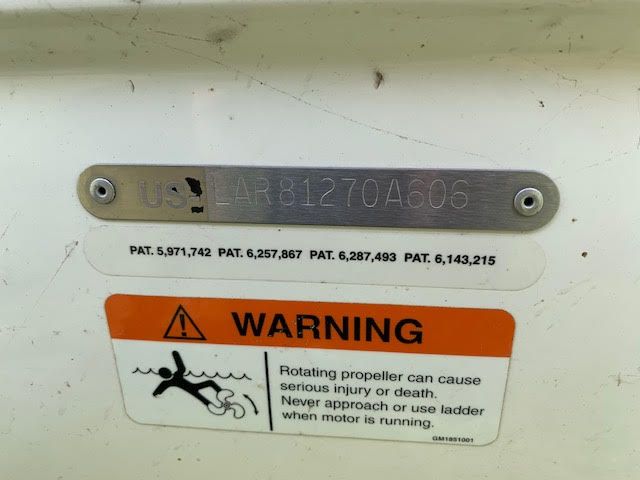 US-LAR81270A606
PAT. 5,971,742 PAT. 6,257,867 PAT. 6,287,493 PAT. 6,143,215
WARNING
Rotating propeller can cause
serious injury or death.
Never approach or use ladder
when motor is running.
GM1851001